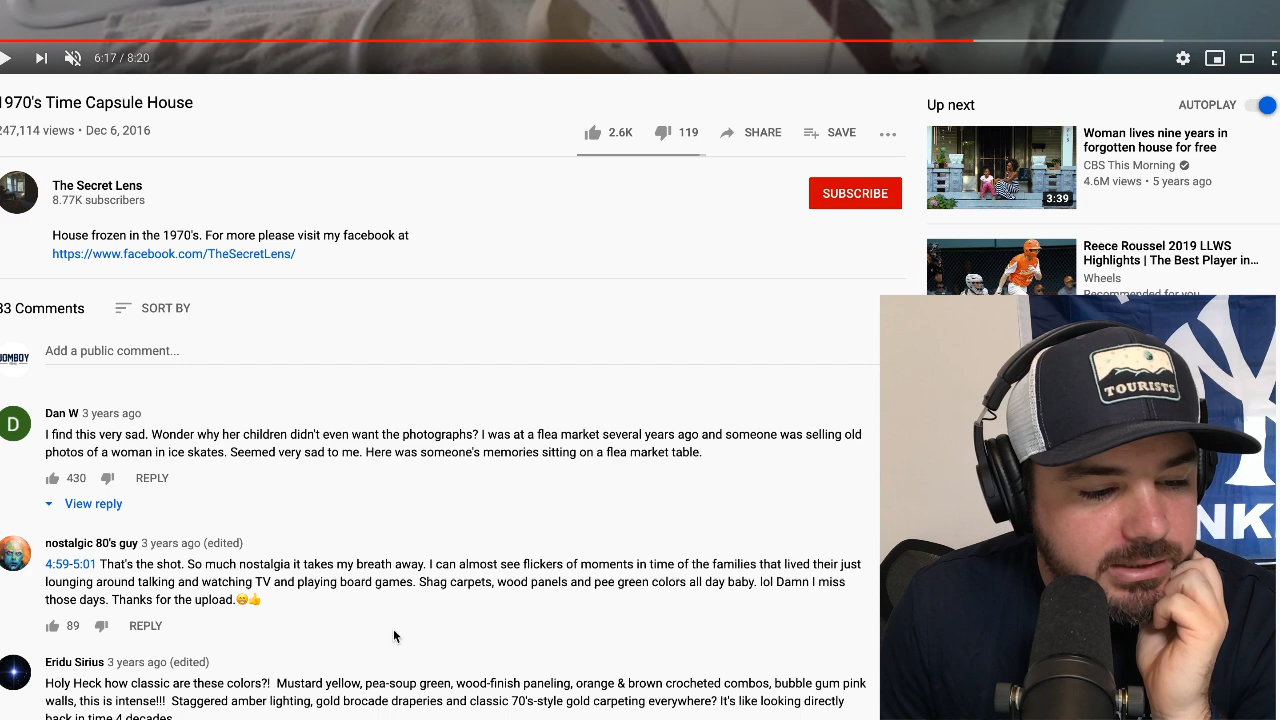 6:17 / 8:20
1970's Time Capsule House
247,114 views • Dec 6, 2016
2.6K
119
SHARE
SAVE
The Secret Lens
8.77K subscribers
SUBSCRIBE
House frozen in the 1970's. For more please visit my facebook at
https://www.facebook.com/TheSecretLens/
33 Comments
SORT BY
JOMBOY
Add a public comment...
D
Dan W 3 years ago
I find this very sad. Wonder why her children didn't even want the photographs? I was at a flea market several years ago and someone was selling old
photos of a woman in ice skates. Seemed very sad to me. Here was someone's memories sitting on a flea market table.
430
REPLY
View reply
nostalgic 80's guy 3 years ago (edited)
4:59-5:01 That's the shot. So much nostalgia it takes my breath away. I can almost see flickers of moments in time of the families that lived their just
lounging around talking and watching TV and playing board games. Shag carpets, wood panels and pee green colors all day baby. lol Damn I miss
those days. Thanks for the upload.😁👍
89
REPLY
Eridu Sirius 3 years ago (edited)
Holy Heck how classic are these colors?! Mustard yellow, pea-soup green, wood-finish paneling, orange & brown crocheted combos, bubble gum pink
walls, this is intense!!! Staggered amber lighting, gold brocade draperies and classic 70's-style gold carpeting everywhere? It's like looking directly
back in time 4 decades
Up next
AUTOPLAY
3:39
Woman lives nine years in
forgotten house for free
CBS This Morning
4.6M views • 5 years ago
Reece Roussel 2019 LLWS
Highlights | The Best Player in...
Wheels
Recommended for you
TOURISTS
NK